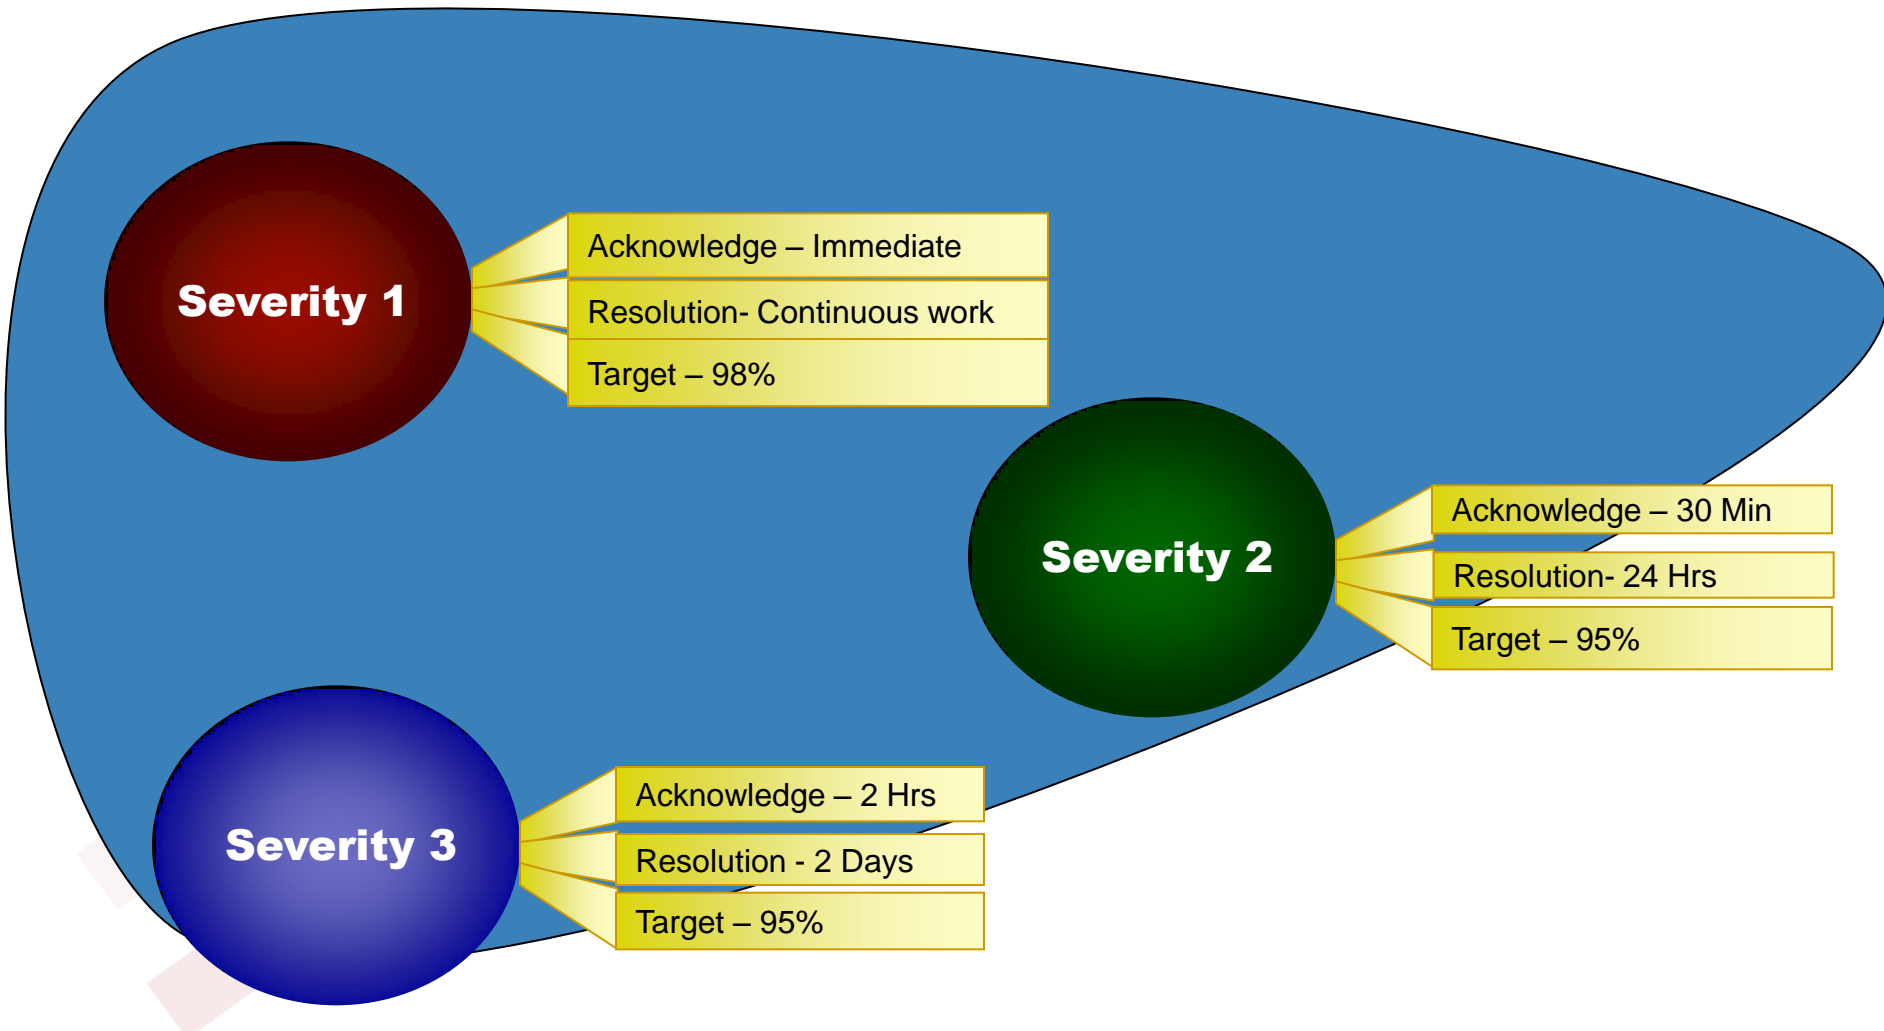 Severity 1
Acknowledge – Immediate
Resolution- Continuous work
Target – 98%
Severity 2
Acknowledge – 30 Min
Resolution- 24 Hrs
Target – 95%
Severity 3
Acknowledge – 2 Hrs
Resolution - 2 Days
Target – 95%